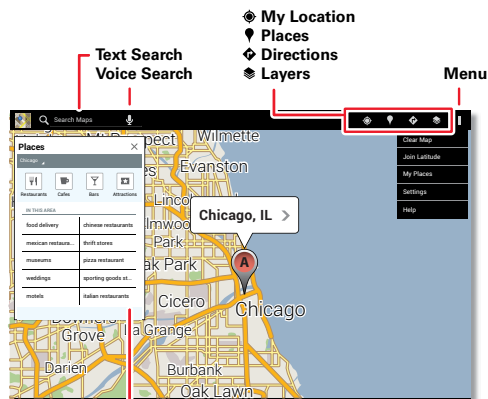 My Location
Places
Text Search
Directions
Voice Search
Layers
Menu
Search Maps
Clear Map
Join Latitude
My Places
Settings
Help
Places
Chicago
Restaurants Cafes Bars Attractions
IN THIS AREA
food delivery chinese restaurants
mexican restaura... thrift stores
museums pizza restaurant
weddings sporting goods st...
motels italian restaurants
Wilmette
Evanston
Chicago, IL
Park
A
Cicero
Chicago
La Grange
Grove
Darien
Burbank
Oak Lawn